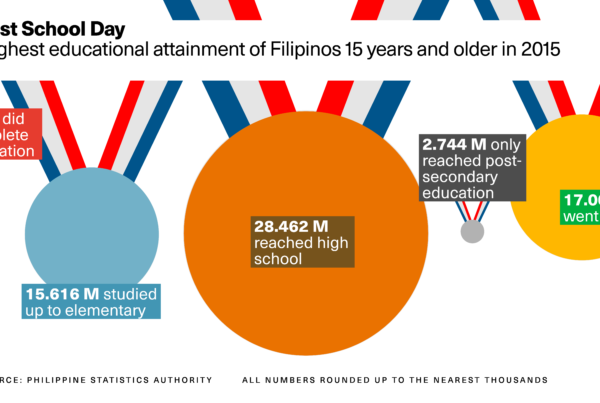 st School Day
ghest educational attainment of Filipinos 15 years and older in 2015
did
plete
ation
2.744 M only
reached post-
secondary
education
17.0
went
28.462 M
reached high
school
15.616 M studied
up to elementary
RCE: PHILIPPINE STATISTICS AUTHORITY ALL NUMBERS ROUNDED UP TO THE NEAREST THOUSANDS